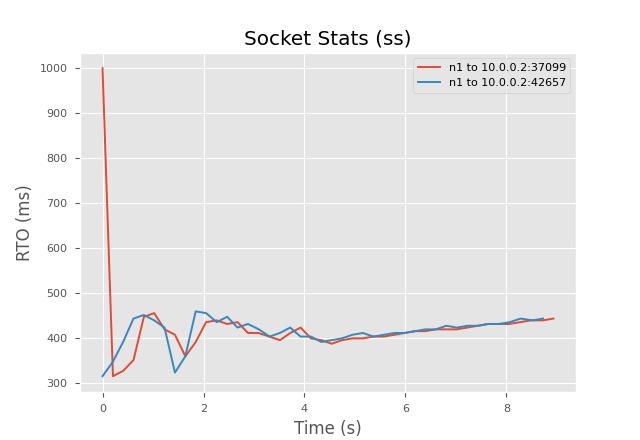 Socket Stats (ss)
n1 to 10.0.0.2:37099
n1 to 10.0.0.2:42657
RTO (ms)
1000
900
800
700
600
500
400
300
0 2 4 6 8
Time (s)